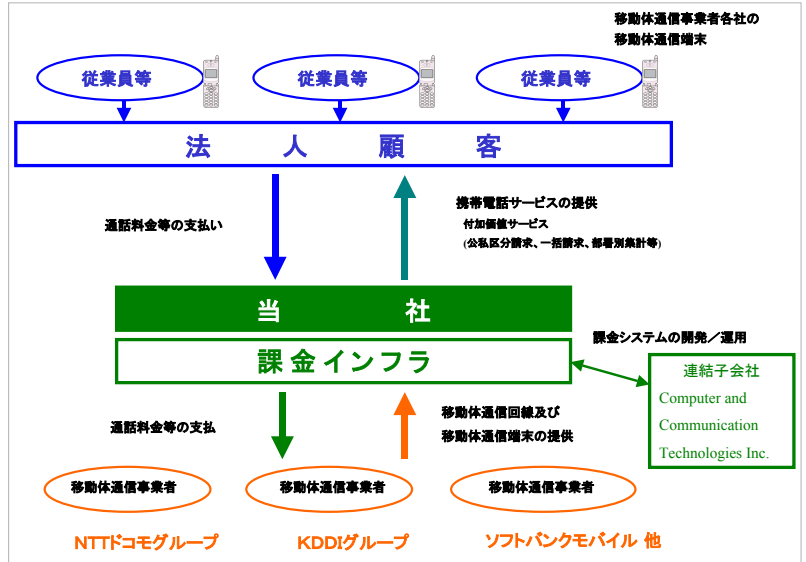 移動体通信事業者各社の
移動体通信端末
従業員等
従業員等
従業員等
法人顧客
通話料金等の支払い
携帯電話サービスの提供
付加価値サービス
(公私区分請求、一括請求、部署別集計等)
当社
課金インフラ
課金システムの開発／運用
連結子会社
Computer and
Communication
Technologies Inc.
通話料金等の支払
移動体通信回線及び
移動体通信端末の提供
移動体通信事業者
移動体通信事業者
移動体通信事業者
NTTドコモグループ
KDDIグループ
ソフトバンクモバイル 他